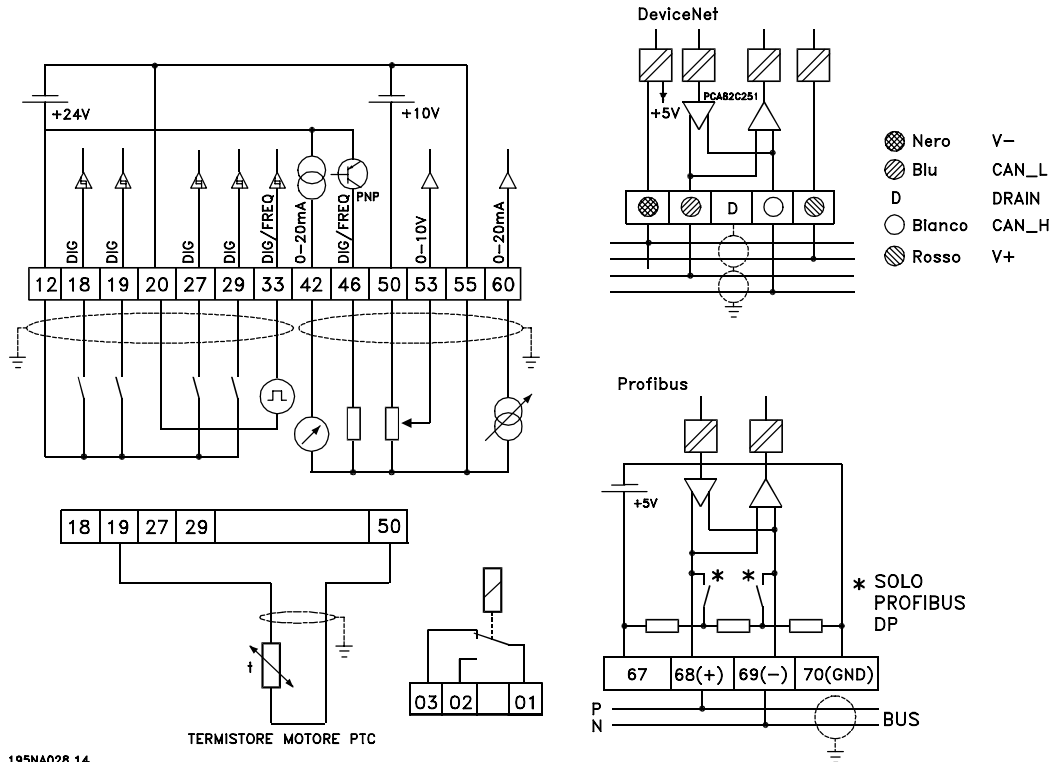 DeviceNet
+24V
+10V
+5V
PCA82C251
Nero V-
Blu CAN_L
D DRAIN
Bianco CAN_H
Rosso V+
D
DIG
DIG
DIG
DIG
DIG/FREQ
0-20mA
DIG/FREQ
PNP
0-10V
0-20mA
12 18 19 20 27 29 33 42 46 50 53 55 60
Profibus
+5V
* *
* SOLO
PROFIBUS
DP
67 68(+) 69(-) 70(GND)
P
N
BUS
18 19 27 29 50
t
TERMISTORE MOTORE PTC
03 02 01
195NA028.14